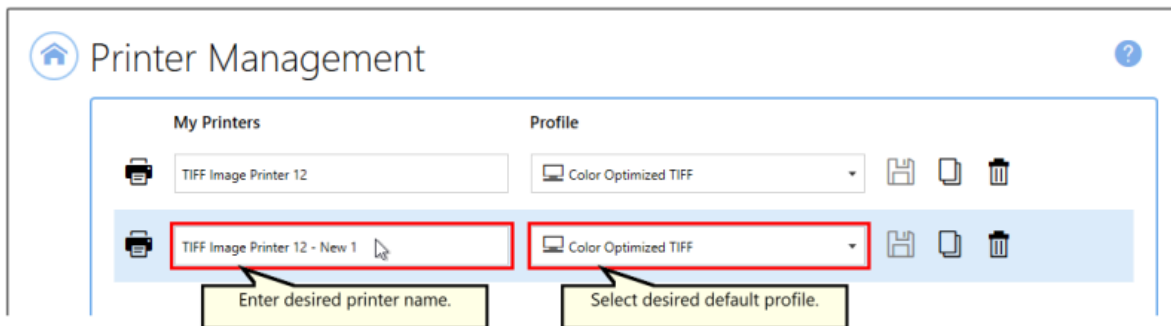 Printer Management
?
My Printers Profile
TIFF Image Printer 12 Color Optimized TIFF
TIFF Image Printer 12 - New 1 Color Optimized TIFF
Enter desired printer name. Select desired default profile.